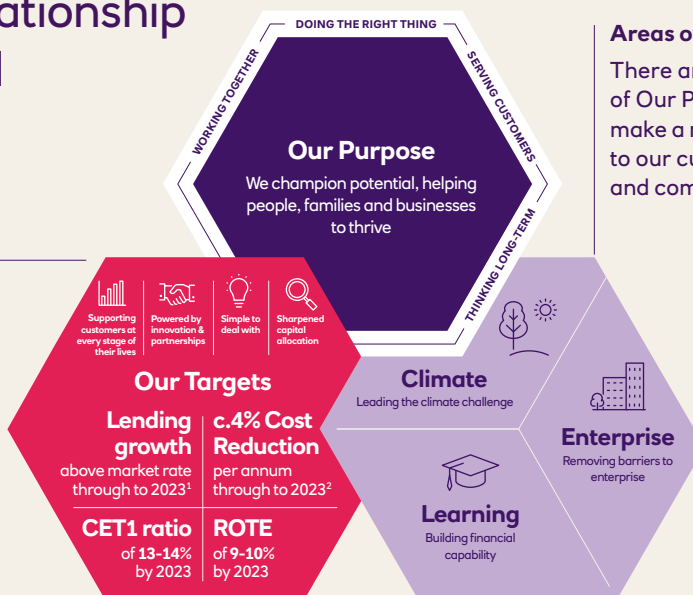 ationship
Areas o
There a
of Our P
make a
to our cu
and com
WORKING TOGETHER
DOING THE RIGHT THING
SERVING CUSTOMERS
THINKING LONG-TERM
Our Purpose
We champion potential, helping
people, families and businesses
to thrive
Supporting
customers at
every stage of
their lives
Powered by
innovation &
partnerships
Simple to
deal with
Sharpened
capital
allocation
Our Targets
Lending
growth
above market rate
through to 2023¹
c.4% Cost
Reduction
per annum
through to 2023²
CET1 ratio
of 13-14%
by 2023
ROTE
of 9-10%
by 2023
Climate
Leading the climate challenge
Enterprise
Removing barriers to
enterprise
Learning
Building financial
capability